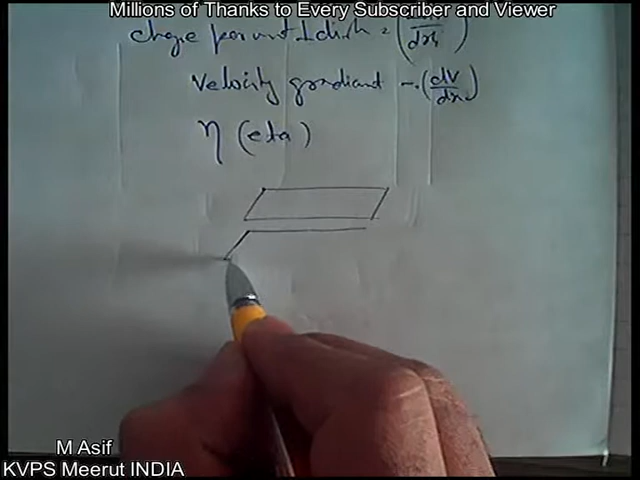 Millions of Thanks to Every Subscriber and Viewer
velocity gradiant - (dv/dx)
η (eta)
M Asif
KVPS Meerut INDIA